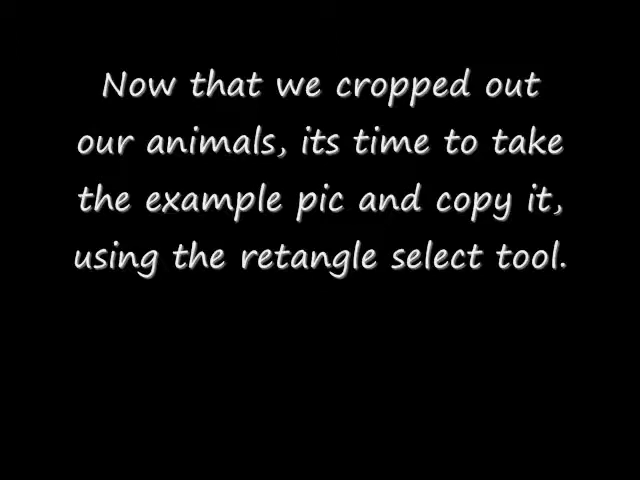 Now that we cropped out
our animals, its time to take
the example pic and copy it,
using the retangle select tool.